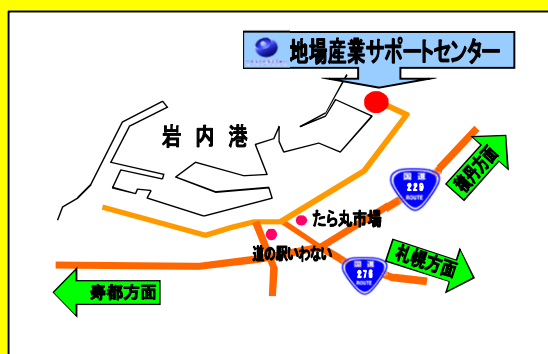 地場産業サポートセンター
岩内港
国道
229
ROUTE
積丹方面
たら丸市場
道の駅いわない
国道
276
ROUTE
札幌方面
寿都方面